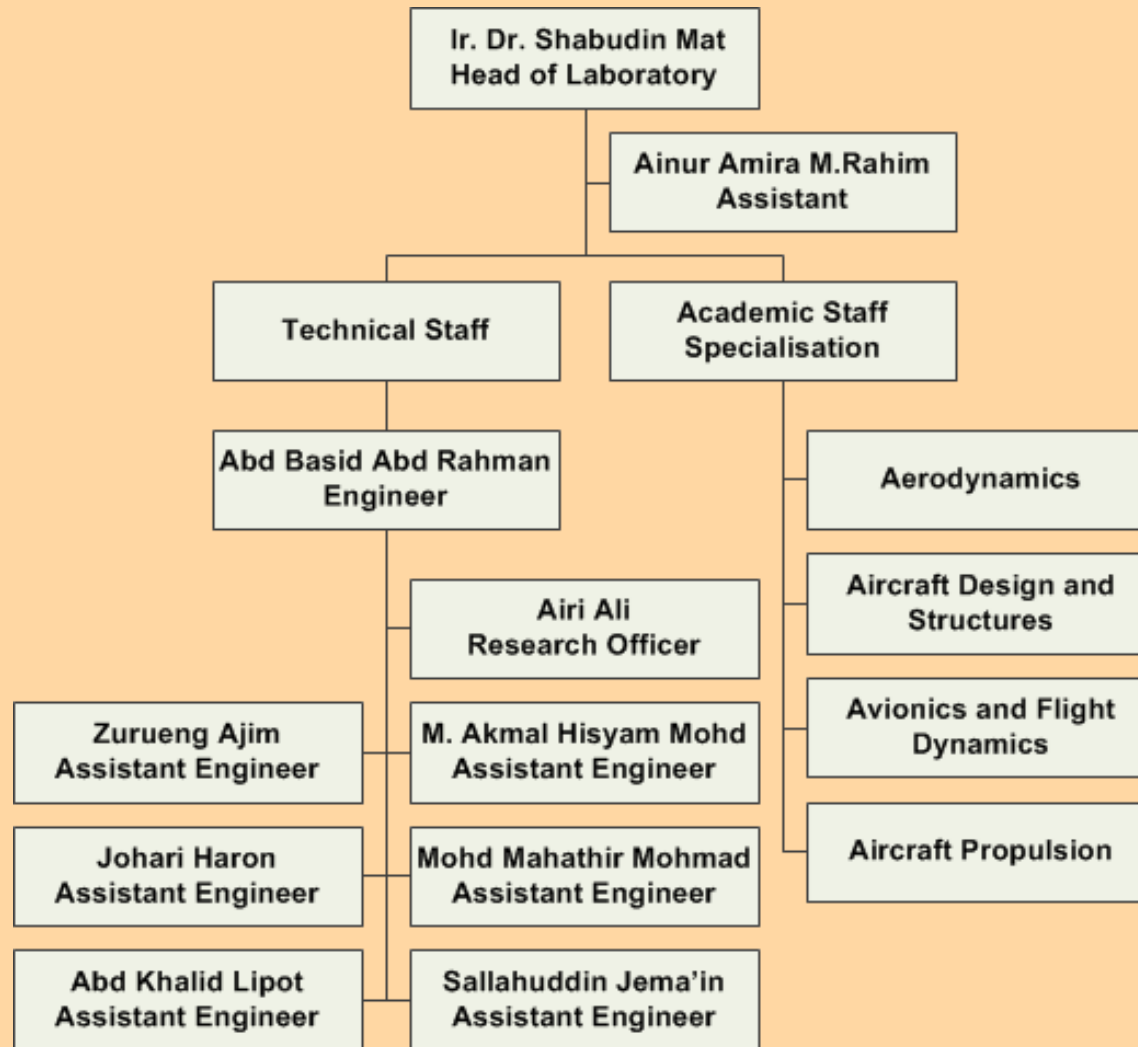 Ir. Dr. Shabudin Mat
Head of Laboratory
Ainur Amira M.Rahim
Assistant
Technical Staff
Academic Staff
Specialisation
Abd Basid Abd Rahman
Engineer
Aerodynamics
Aircraft Design and
Structures
Airi Ali
Research Officer
Avionics and Flight
Dynamics
Zurueng Ajim
Assistant Engineer
M. Akmal Hisyam Mohd
Assistant Engineer
Aircraft Propulsion
Johari Haron
Assistant Engineer
Mohd Mahathir Mohmad
Assistant Engineer
Abd Khalid Lipot
Assistant Engineer
Sallahuddin Jema’in
Assistant Engineer